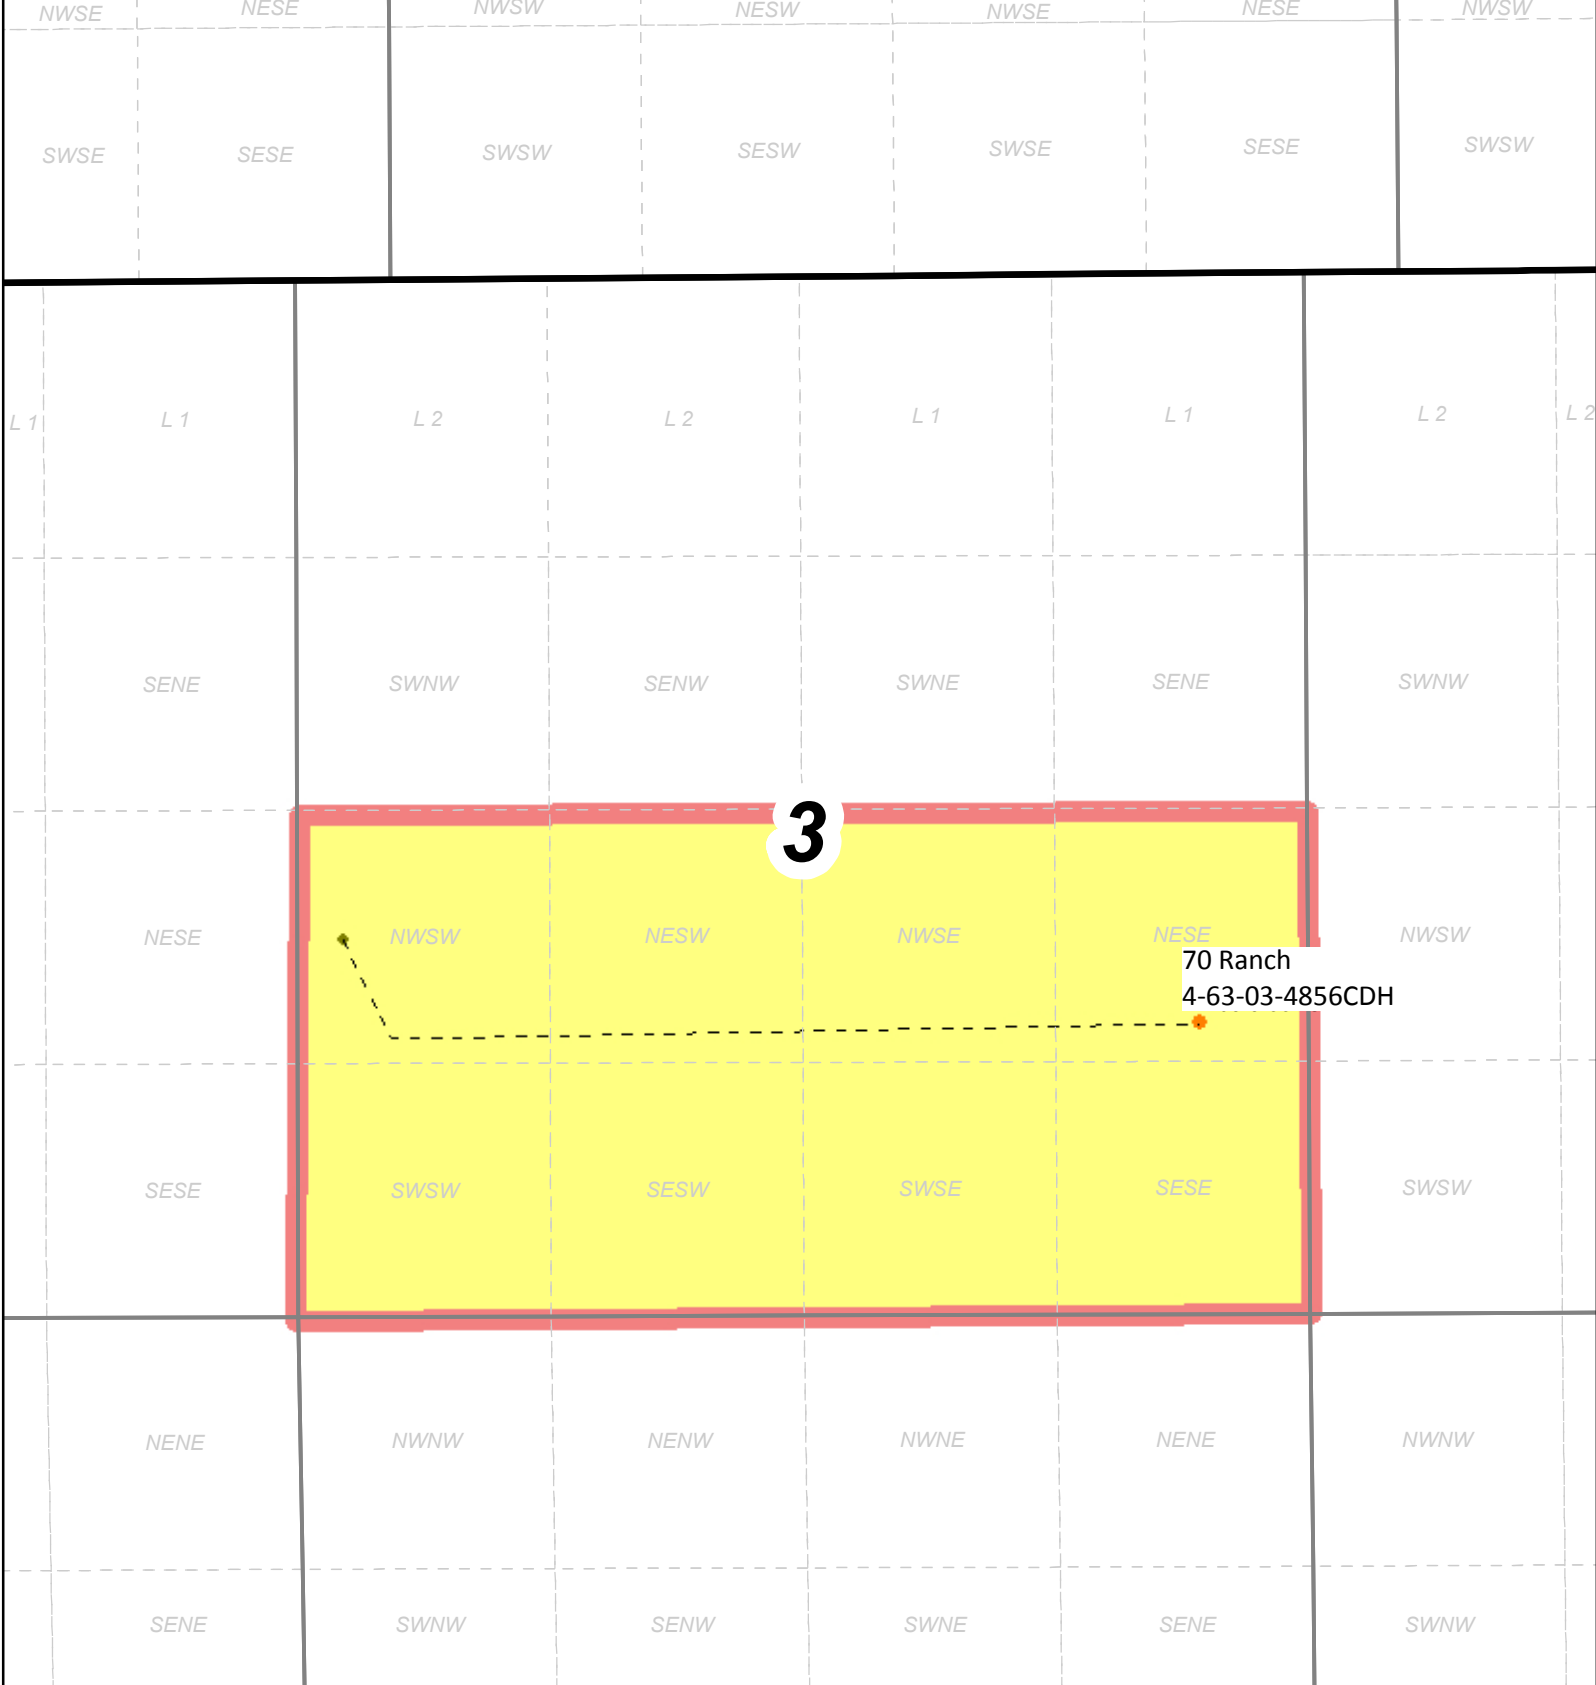 NWSE NESE NWSW NESW NWSE NESE NWSW
SWSE SESE SWSW SESW SWSE SESE SWSW
L 1 L 1 L 2 L 2 L 1 L 1 L 2 L 2
SENE SWNW SENW SWNE SENE SWNW
3
NESE NWSW NESW NWSE NESE NWSW
70 Ranch
4-63-03-4856CDH
SESE SWSW SESW SWSE SESE SWSW
NENE NWNW NENW NWNE NENE NWNW
SENE SWNW SENW SWNE SENE SWNW